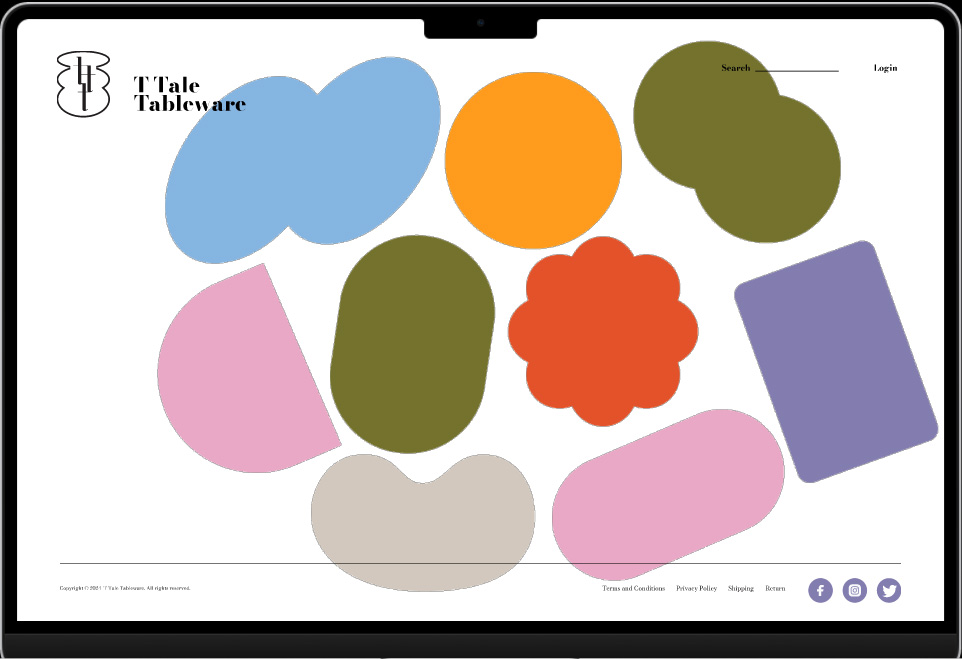 T Tale
Tableware
Search
Login
Copyright © 2021 T Tale Tableware. All rights reserved.
Terms and Conditions Privacy Policy Shipping Return